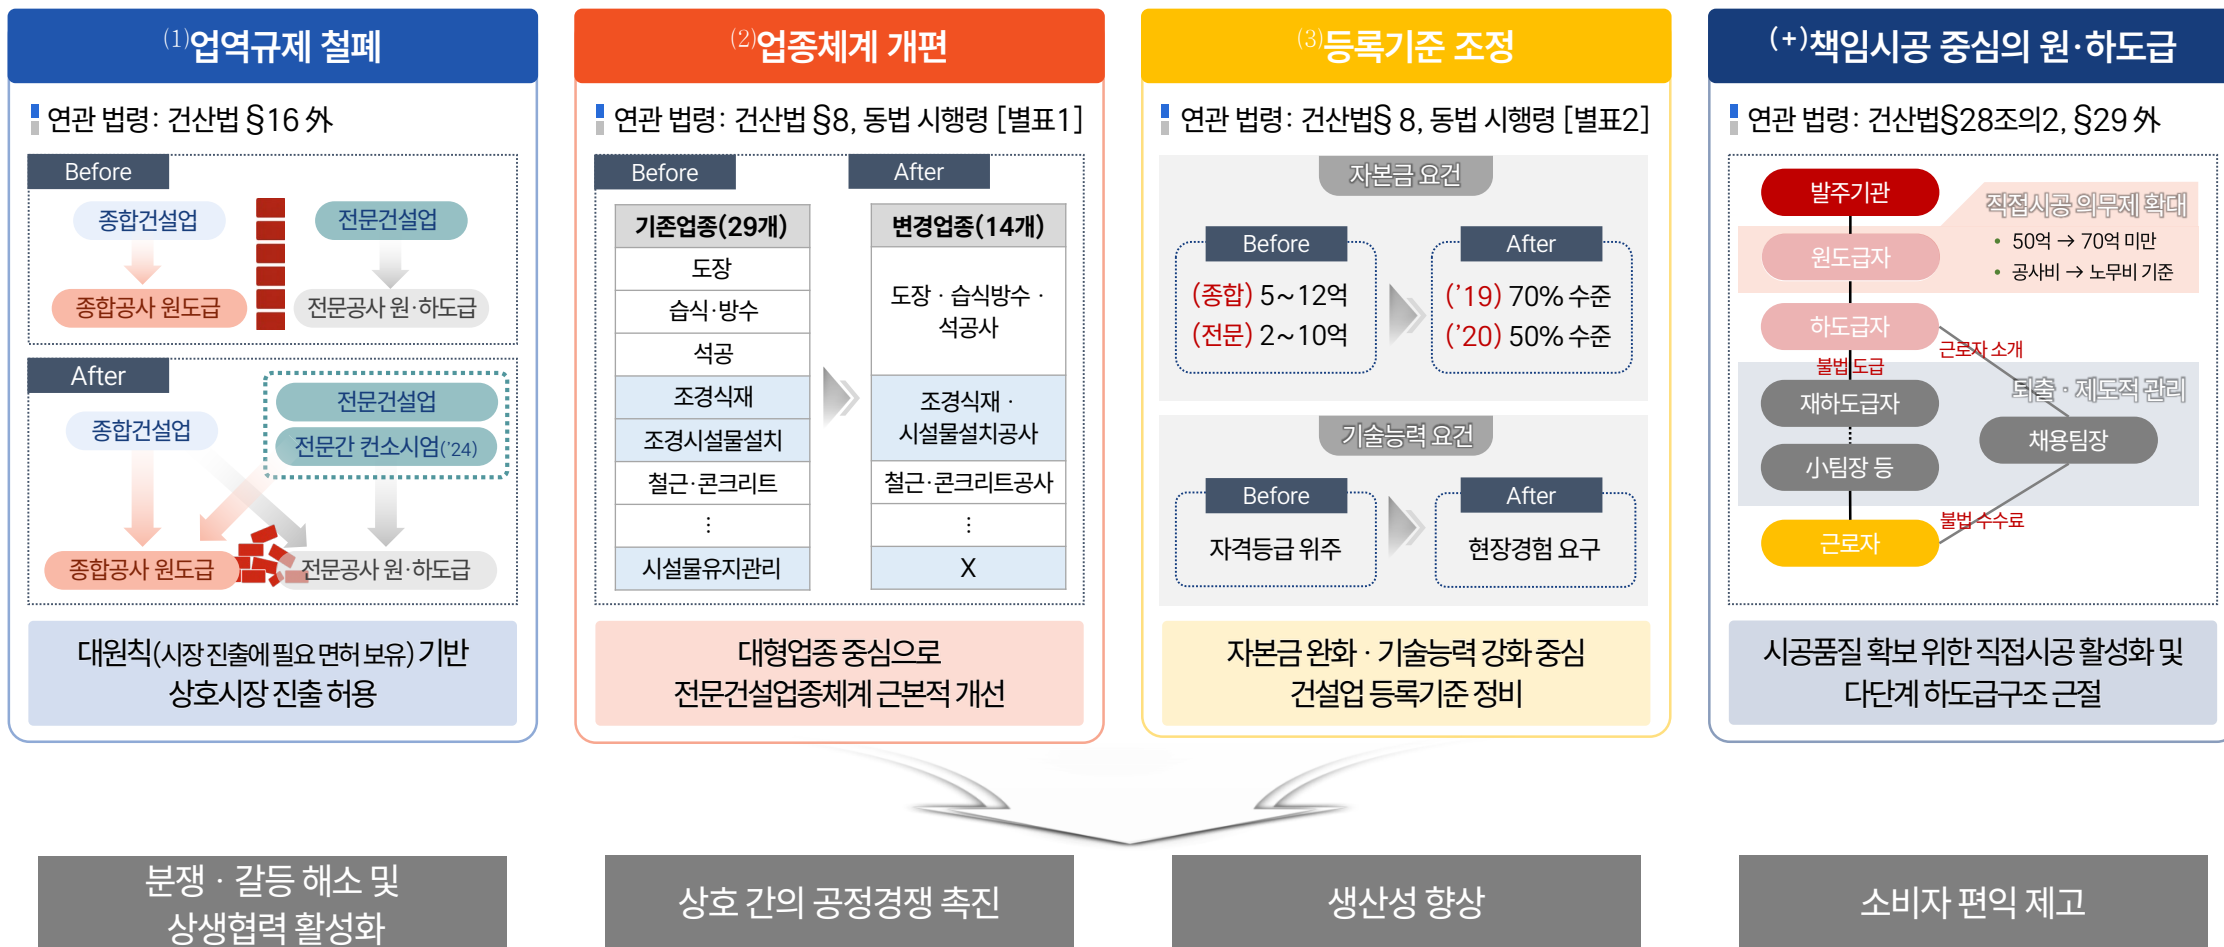 (1)업역규제 철폐
연관 법령: 건산법 §16 外
Before
종합건설업
전문건설업
종합공사 원도급
전문공사 원·하도급
After
전문건설업
종합건설업
전문간 컨소시엄('24)
종합공사 원도급
전문공사 원·하도급
대원칙(시장 진출에 필요 면허 보유) 기반
상호시장 진출 허용
(2)업종체계 개편
연관 법령: 건산법 §8, 동법 시행령 [별표1]
Before
After
기존업종(29개)
변경업종(14개)
도장
습식·방수
석공
도장 · 습식방수 ·
석공사
조경식재
조경시설물설치
조경식재 ·
시설물설치공사
철근·콘크리트
철근·콘크리트공사
⋮
⋮
시설물유지관리
X
대형업종 중심으로
전문건설업종체계 근본적 개선
(3)등록기준 조정
연관 법령: 건산법§ 8, 동법 시행령 [별표2]
자본금 요건
Before
After
(종합) 5~12억
(전문) 2~10억
('19) 70% 수준
('20) 50% 수준
기술능력 요건
Before
After
자격등급 위주
현장경험 요구
자본금 완화 · 기술능력 강화 중심
건설업 등록기준 정비
(+)책임시공 중심의 원·하도급
연관 법령: 건산법§28조의2, §29 外
발주기관
직접시공 의무제 확대
• 50억 → 70억 미만
• 공사비 → 노무비 기준
원도급자
하도급자
근로자 소개
불법 도급
퇴출 · 제도적 관리
재하도급자
채용팀장
小팀장 등
불법 수수료
근로자
시공품질 확보 위한 직접시공 활성화 및
다단계 하도급구조 근절
분쟁 · 갈등 해소 및
상생협력 활성화
상호 간의 공정경쟁 촉진
생산성 향상
소비자 편익 제고